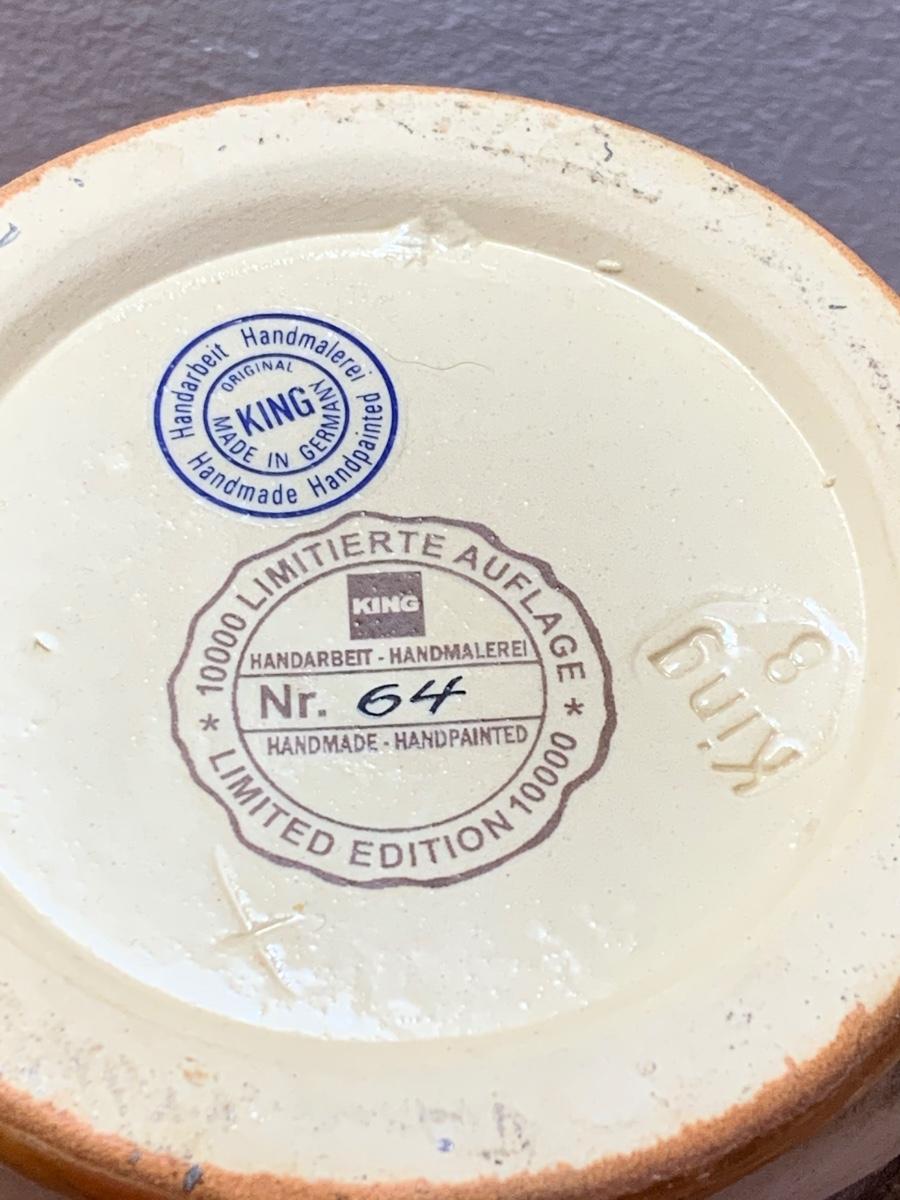 Handarbeit Handmalerei
ORIGINAL
KING
MADE IN GERMANY
Handmade Handpainted
10000 LIMITIERTE AUFLAGE
KING
HANDARBEIT - HANDMALEREI
Nr. 64
HANDMADE - HANDPAINTED
* LIMITED EDITION 10000 *
King
8